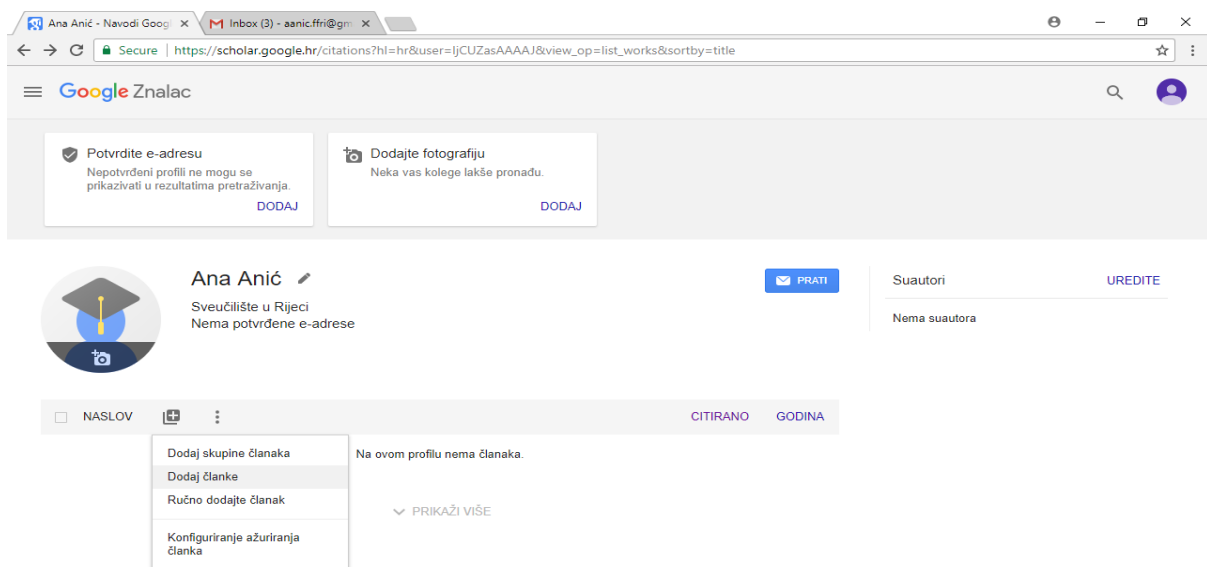 Ana Anić - Navodi Googl
Inbox (3) - aanic.ffri@gm
Secure | https://scholar.google.hr/citations?hl=hr&user=IjCUZasAAAAJ&view_op=list_works&sortby=title
Google Znalac
Potvrdite e-adresu
Nepotvrđeni profili ne mogu se
prikazivati u rezultatima pretraživanja.
DODAJ
Dodajte fotografiju
Neka vas kolege lakše pronađu.
DODAJ
Ana Anić
Sveučilište u Rijeci
Nema potvrđene e-adrese
PRATI
Suautori UREDITE
Nema suautora
NASLOV CITIRANO GODINA
Dodaj skupine članaka
Dodaj članke
Ručno dodajte članak
Konfiguriranje ažuriranja
članka
Na ovom profilu nema članaka.
PRIKAŽI VIŠE